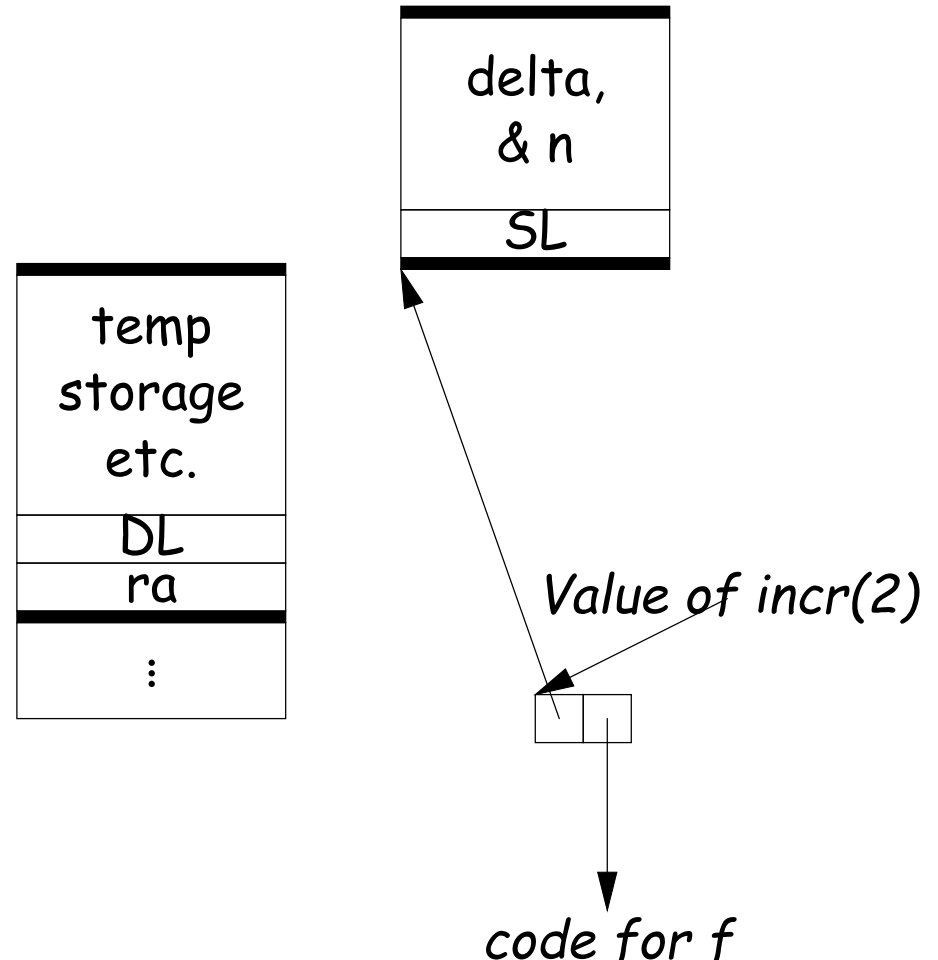 delta,
& n
SL
temp
storage
etc.
DL
ra
⋮
Value of incr(2)
code for f